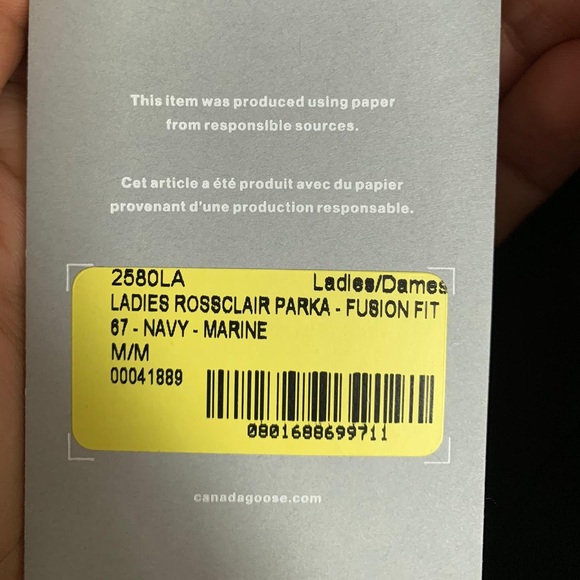 This item was produced using paper
from responsible sources.
Cet article a été produit avec du papier
provenant d'une production responsable.
2580LA Ladies/Dames
LADIES ROSSCLAIR PARKA - FUSION FIT
67 - NAVY - MARINE
M/M
00041889
0801688699711
canadagoose.com